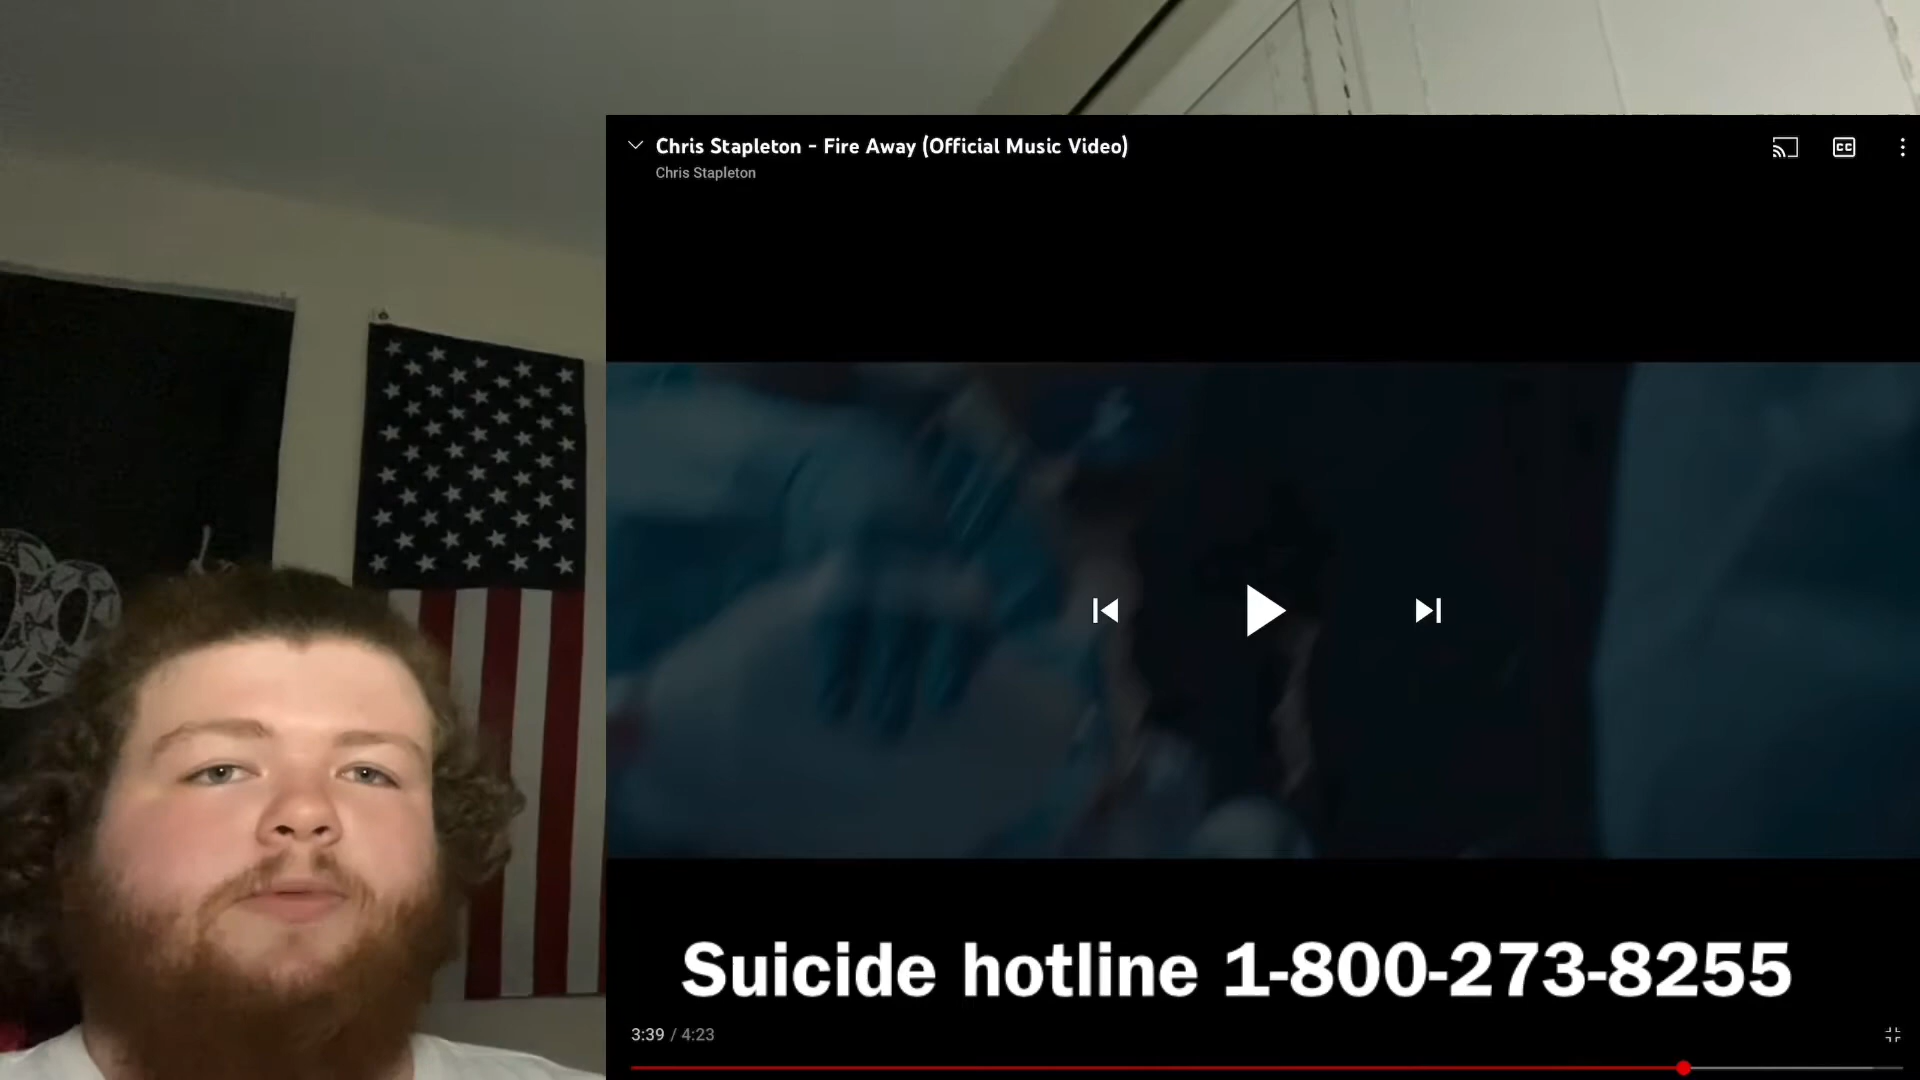 Chris Stapleton - Fire Away (Official Music Video)
Chris Stapleton
CC
Suicide hotline 1-800-273-8255
3:39 / 4:23